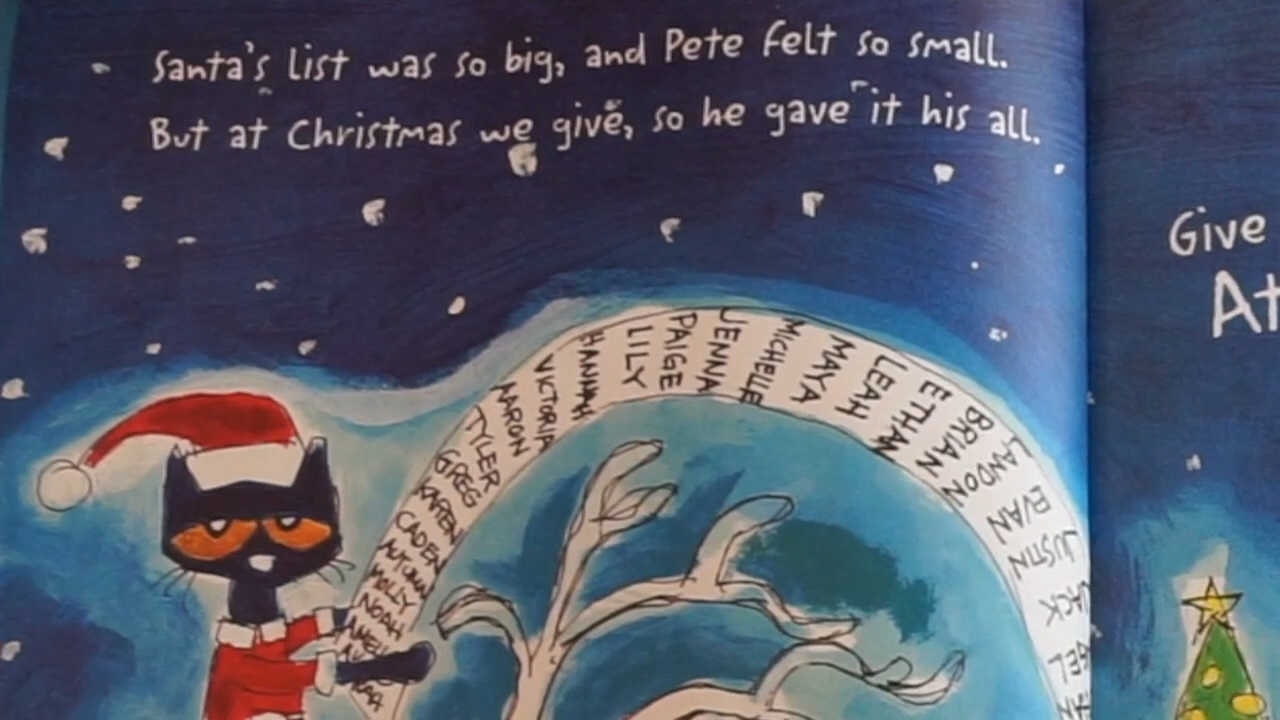 Santa's list was so big, and Pete felt so small.
But at Christmas we give, so he gave it his all.
Give
At
NOAH
MOLLY
AUTUMN
CADEN
KAREN
GREG
TYLER
AARON
VICTORIA
HANNAH
LILY
PAIGE
JENNA
MICHELLE
MAYA
LEAH
ETHAN
BRIAN
LANDON
EVAN
JUSTIN
JACK